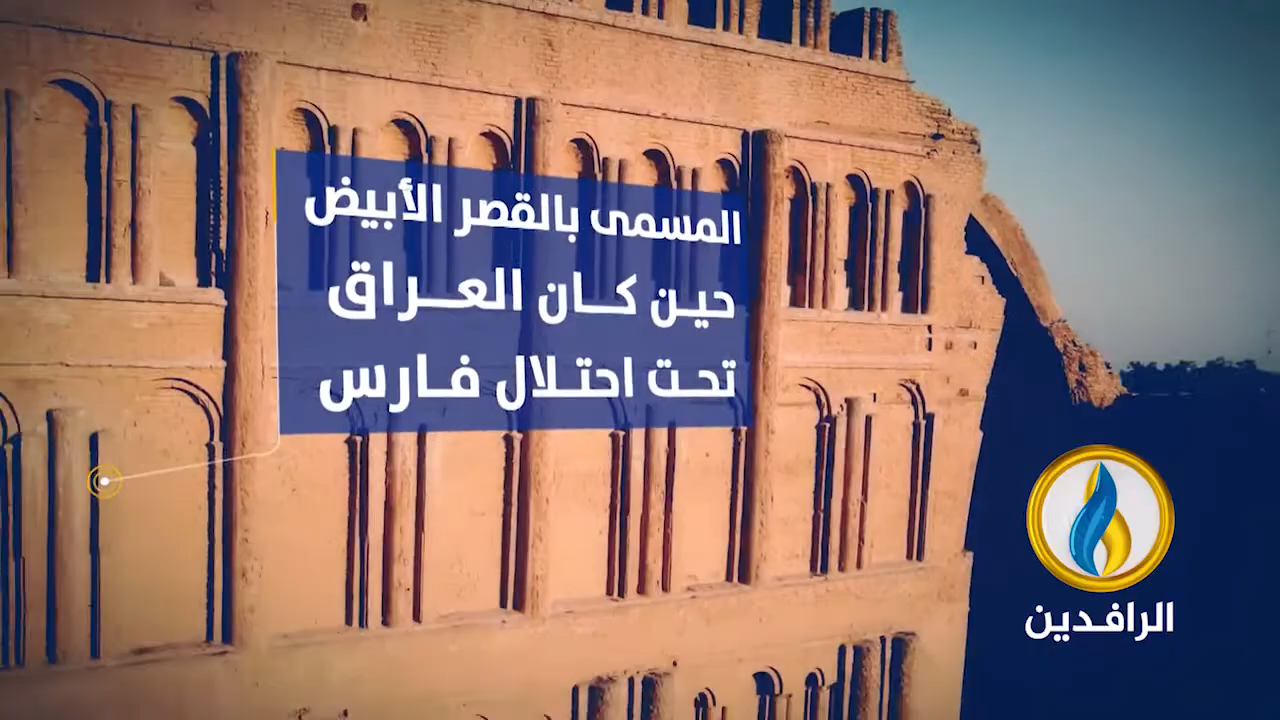 المسمى بالقصر الأبيض
حين كان العراق
تحت احتلال فارس
الرافدين